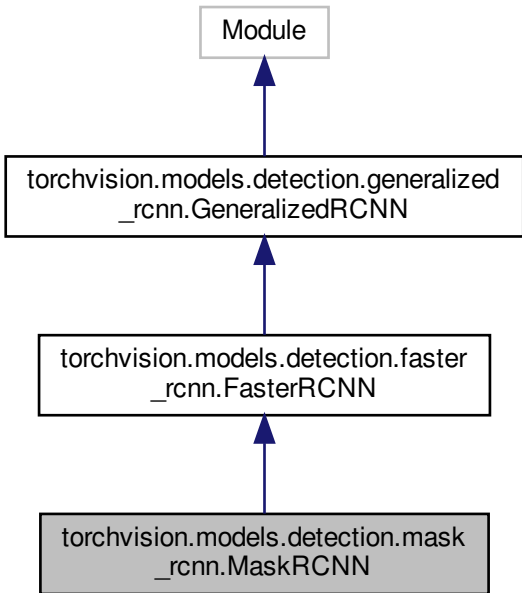 Module
torchvision.models.detection.generalized
_rcnn.GeneralizedRCNN
torchvision.models.detection.faster
_rcnn.FasterRCNN
torchvision.models.detection.mask
_rcnn.MaskRCNN